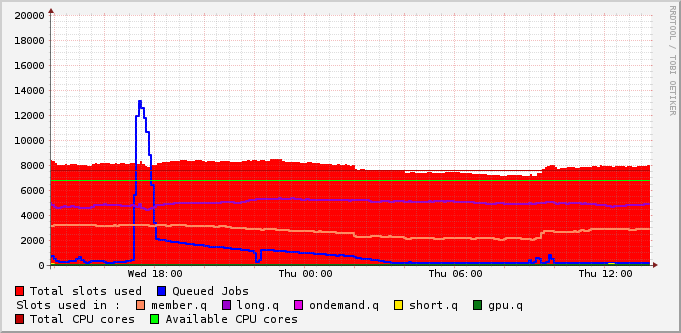 20000
18000
16000
14000
12000
10000
8000
6000
4000
2000
0
Wed 18:00 Thu 00:00 Thu 06:00 Thu 12:00
RRDTOOL / TOBI OETIKER
Total slots used Queued Jobs
Slots used in : member.q long.q ondemand.q short.q gpu.q
Total CPU cores Available CPU cores